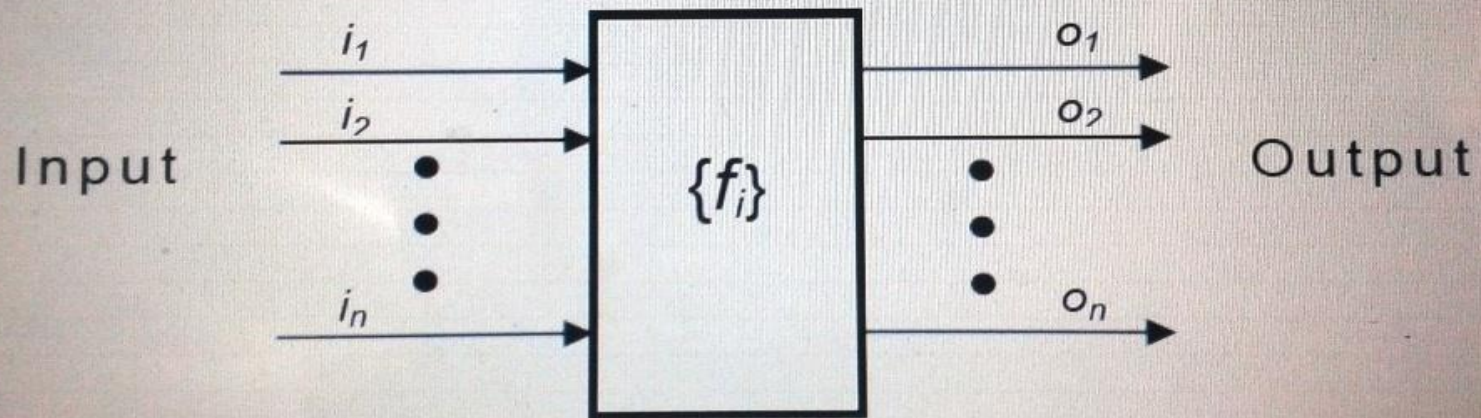 i₁
o₁
i₂
o₂
Input
{fᵢ}
Output
iₙ
oₙ